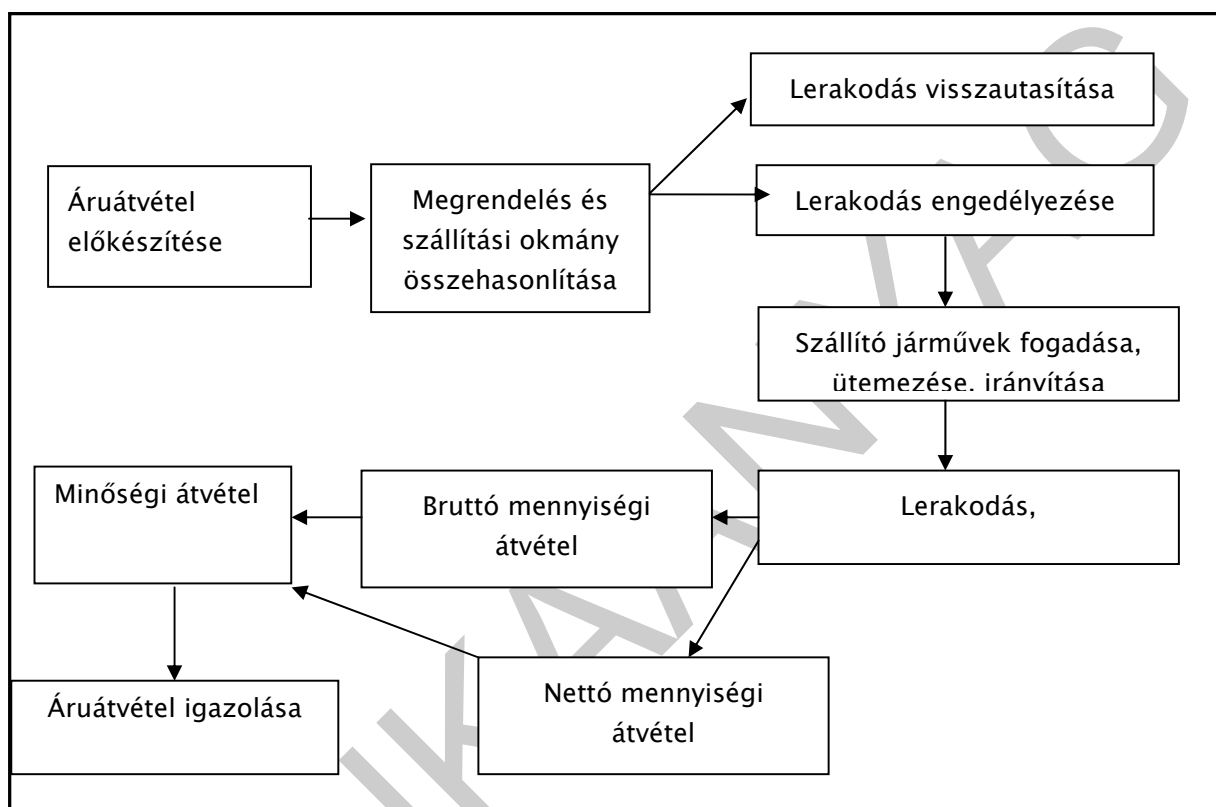 Lerakodás visszautasítása
Áruátvétel
előkészítése
Megrendelés és
szállítási okmány
összehasonlítása
Lerakodás engedélyezése
Szállító járművek fogadása,
ütemezése, irányítása
Lerakodás,
Bruttó mennyiségi
átvétel
Minőségi átvétel
Nettó mennyiségi
átvétel
Áruátvétel igazolása